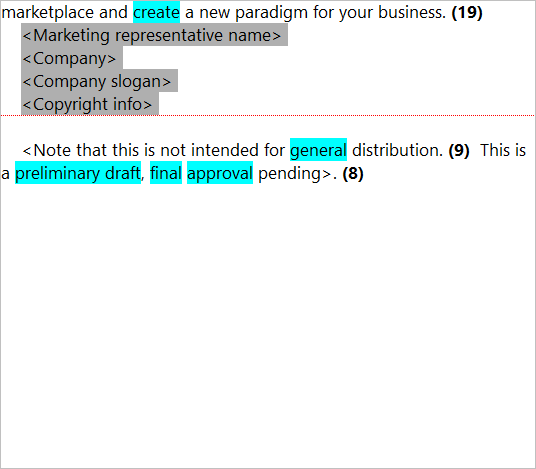 marketplace and create a new paradigm for your business. (19)
<Marketing representative name>
<Company>
<Company slogan>
<Copyright info>
<Note that this is not intended for general distribution. (9)  This is
a preliminary draft, final approval pending>. (8)